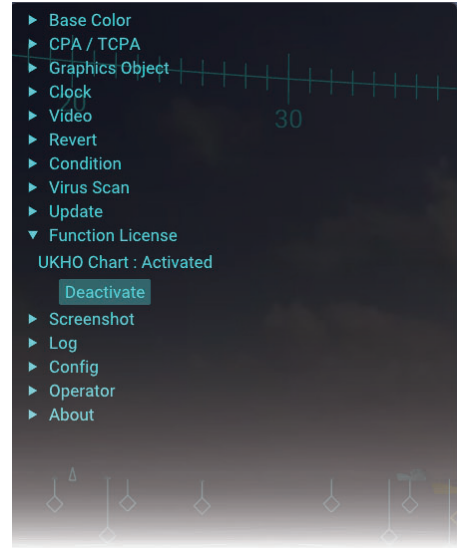 Base Color
CPA / TCPA
Graphics Object
Clock
20
Video
30
Revert
Condition
Virus Scan
Update
Function License
UKHO Chart : Activated
Deactivate
Screenshot
Log
Config
Operator
About